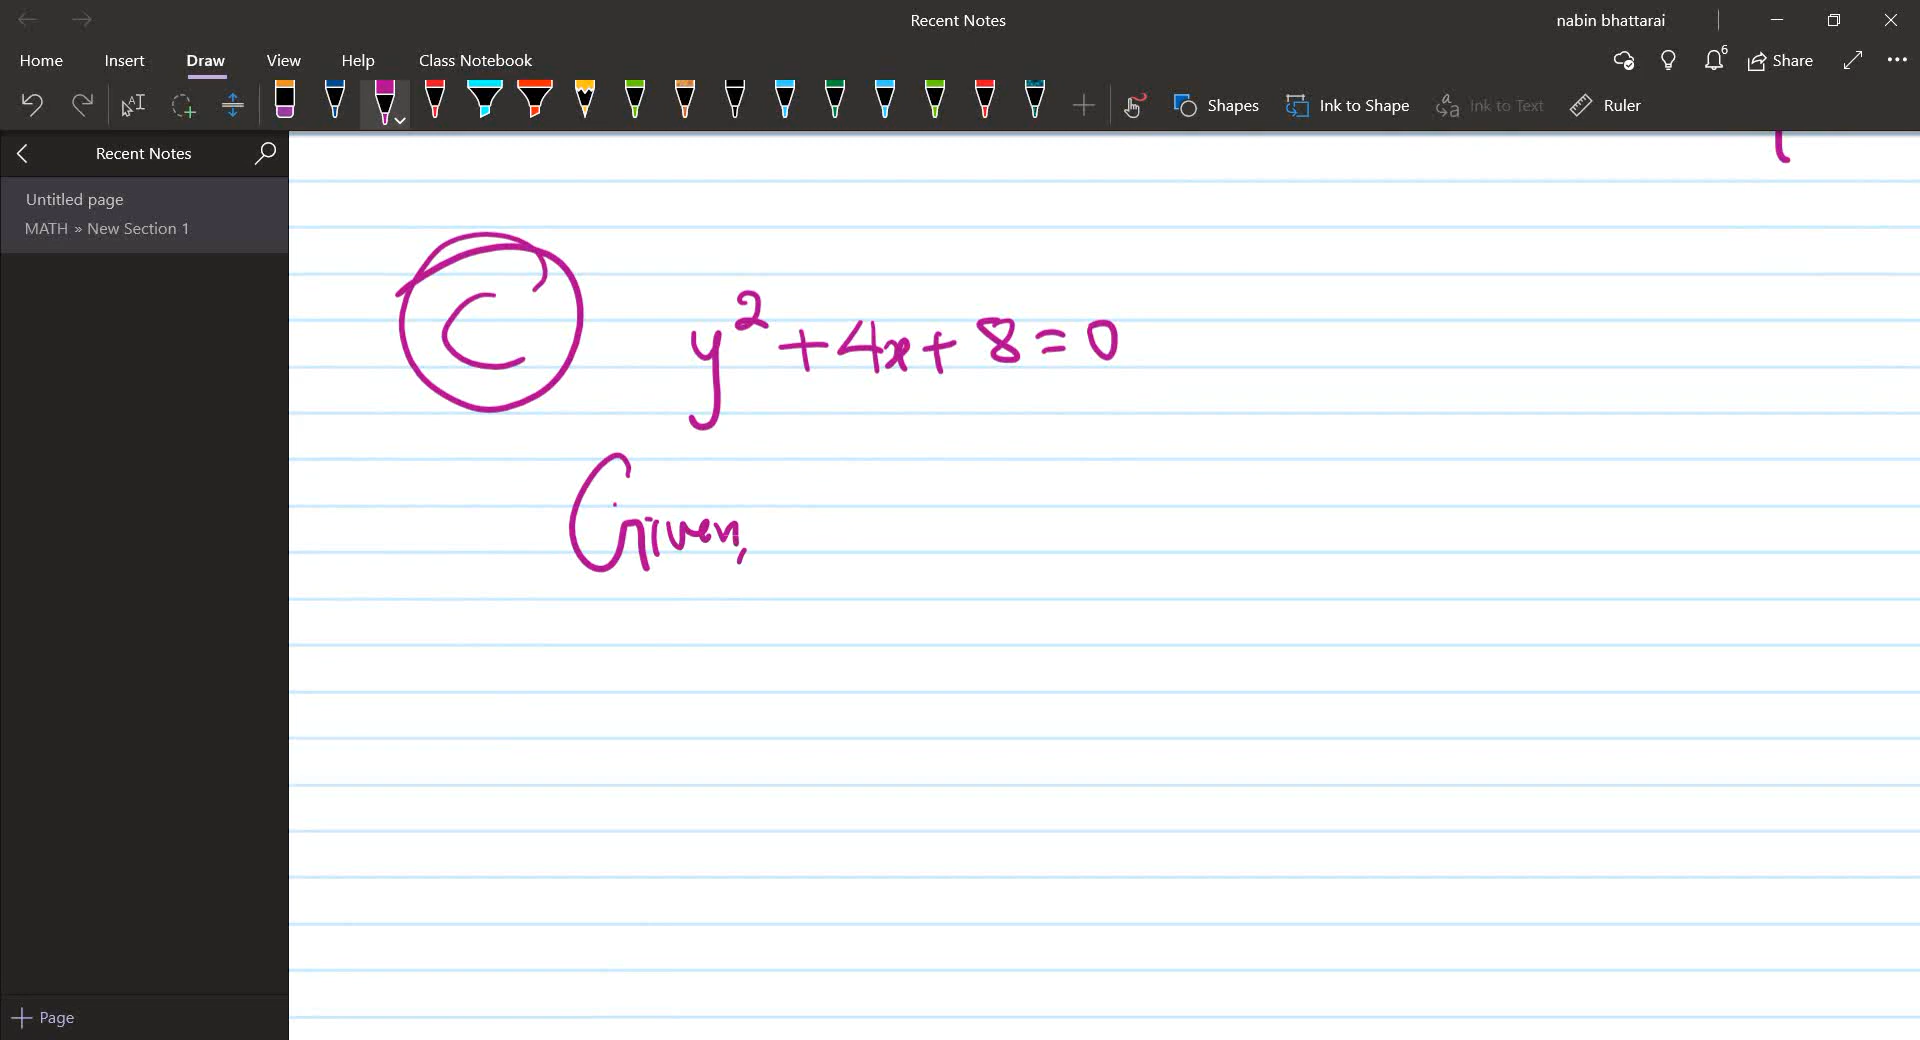 Recent Notes
nabin bhattarai
Home Insert Draw View Help Class Notebook
6
Share
Shapes Ink to Shape Ink to Text Ruler
Recent Notes
Untitled page
MATH » New Section 1
C y²+4x+8=0
Given,
Page